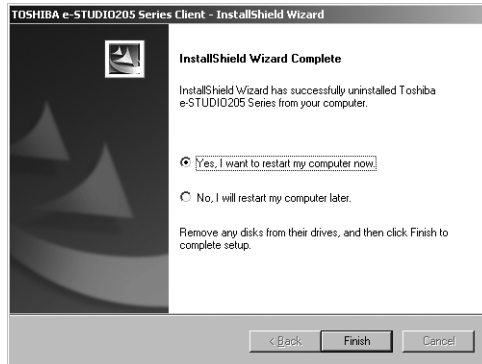 TOSHIBA e-STUDIO205 Series Client - InstallShield Wizard
InstallShield Wizard Complete
InstallShield Wizard has successfully uninstalled Toshiba
e-STUDIO205 Series from your computer.
Yes, I want to restart my computer now.
No, I will restart my computer later.
Remove any disks from their drives, and then click Finish to
complete setup.
< Back
Finish
Cancel